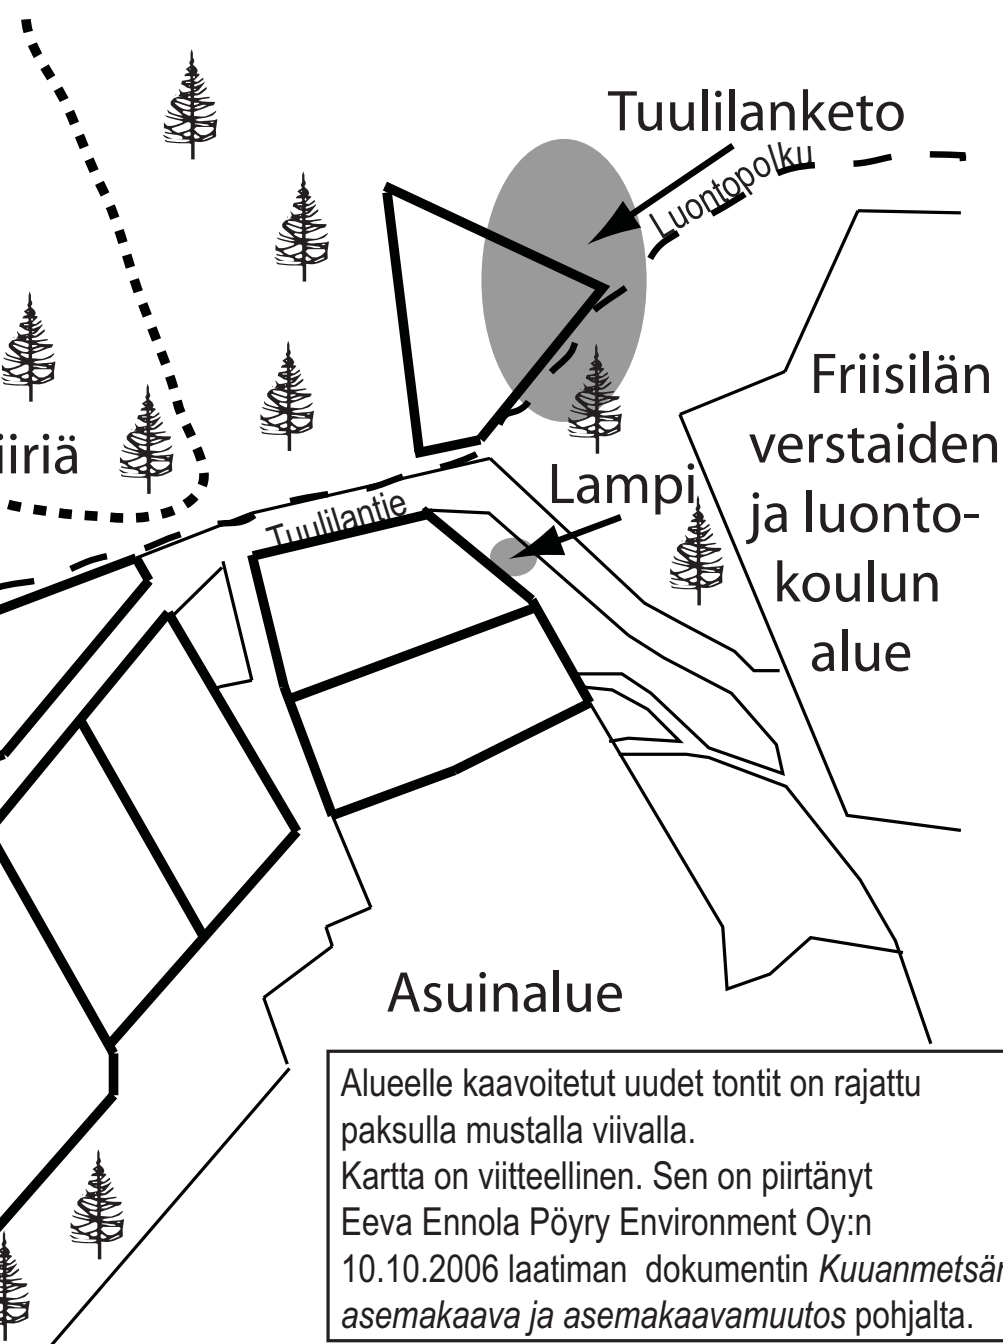 Tuulilanketo
Luontopolku
Friisilän
verstaiden
ja luonto-
koulun
alue
iiriä
Lampi
Tuulilantie
Asuinalue
Alueelle kaavoitetut uudet tontit on rajattu
paksulla mustalla viivalla.
Kartta on viitteellinen. Sen on piirtänyt
Eeva Ennola Pöyry Environment Oy:n
10.10.2006 laatiman dokumentin Kuuanmetsän
asemakaava ja asemakaavamuutos pohjalta.